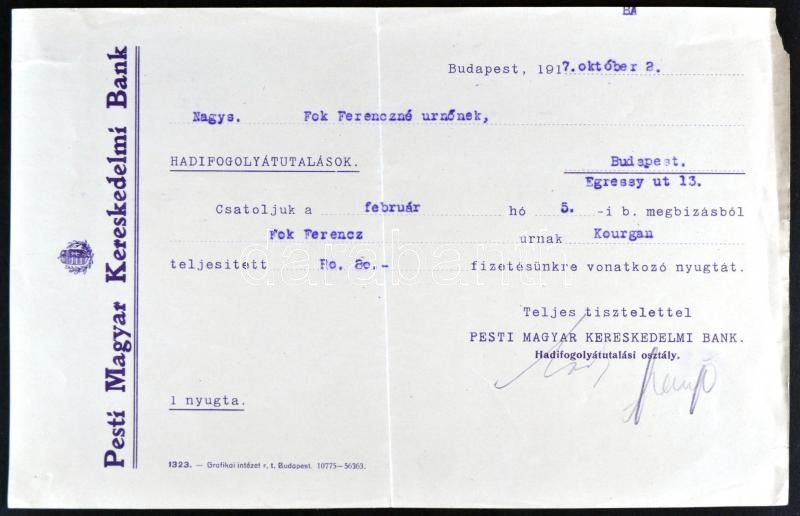 BA
Pesti Magyar Kereskedelmi Bank
Budapest, 1917.október 2.
Nagys. Fok Ferenczné urnőnek,
HADIFOGOLYÁTUTALÁSOK.
Budapest.
Egressy ut 13.
Csatoljuk a február hó 5. -i b. megbizásból
Fok Ferencz urnak Kourgan
teljesitett Ro. 80.- fizetésünkre vonatkozó nyugtát.
darabanth
Teljes tisztelettel
PESTI MAGYAR KERESKEDELMI BANK.
Hadifogolyátutalási osztály.
1 nyugta.
1323. — Grafikai intézet r. t. Budapest. 10775—56363.